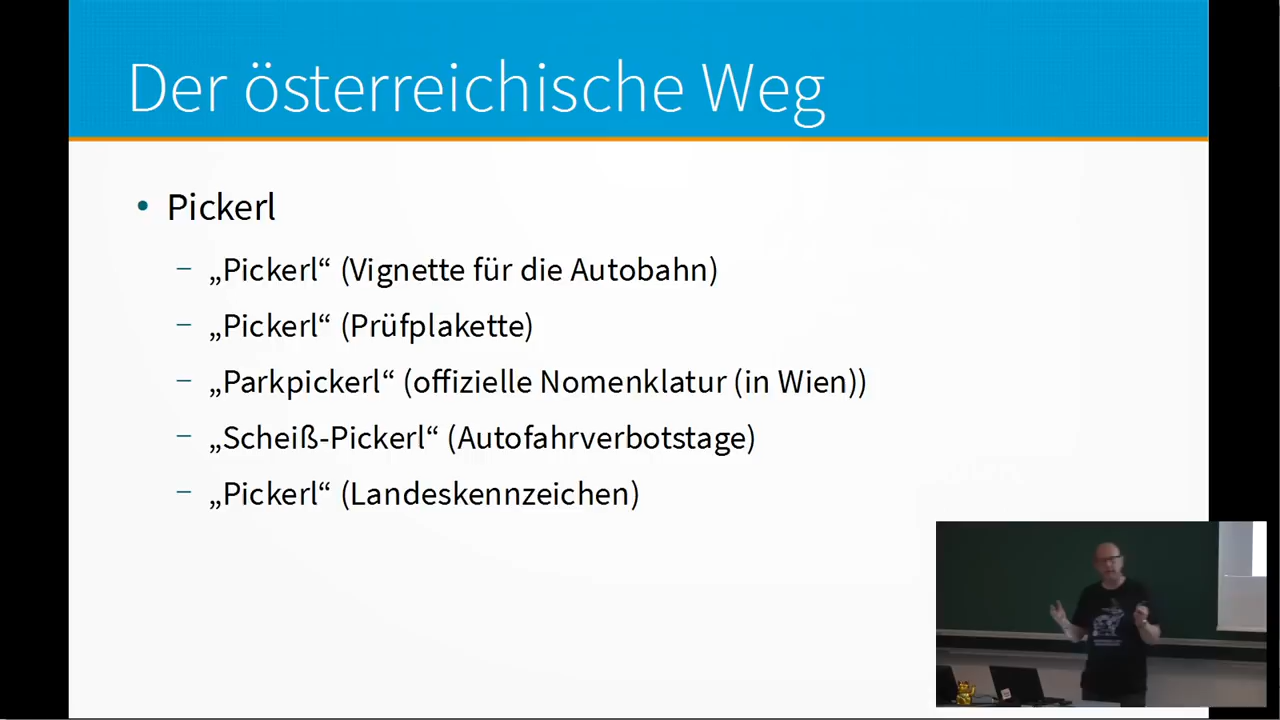 Der österreichische Weg
• Pickerl
– „Pickerl“ (Vignette für die Autobahn)
– „Pickerl“ (Prüfplakette)
– „Parkpickerl“ (offizielle Nomenklatur (in Wien))
– „Scheiß-Pickerl“ (Autofahrverbotstage)
– „Pickerl“ (Landeskennzeichen)